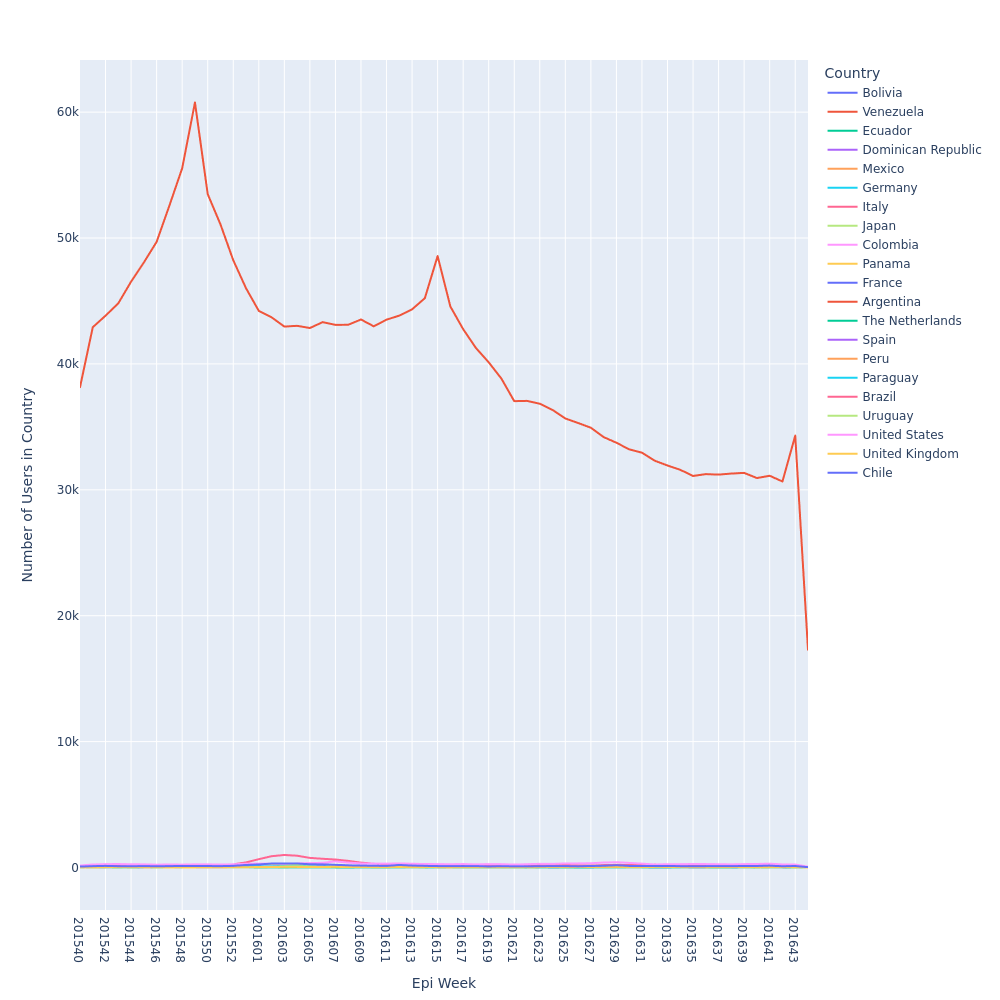 Number of Users in Country
60k
50k
40k
30k
20k
10k
0
201540
201542
201544
201546
201548
201550
201552
201601
201603
201605
201607
201609
201611
201613
201615
201617
201619
201621
201623
201625
201627
201629
201631
201633
201635
201637
201639
201641
201643
Epi Week
Country
Bolivia
Venezuela
Ecuador
Dominican Republic
Mexico
Germany
Italy
Japan
Colombia
Panama
France
Argentina
The Netherlands
Spain
Peru
Paraguay
Brazil
Uruguay
United States
United Kingdom
Chile